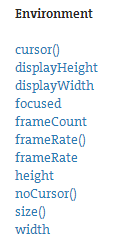 Environment
cursor()
displayHeight
displayWidth
focused
frameCount
frameRate()
frameRate
height
noCursor()
size()
width